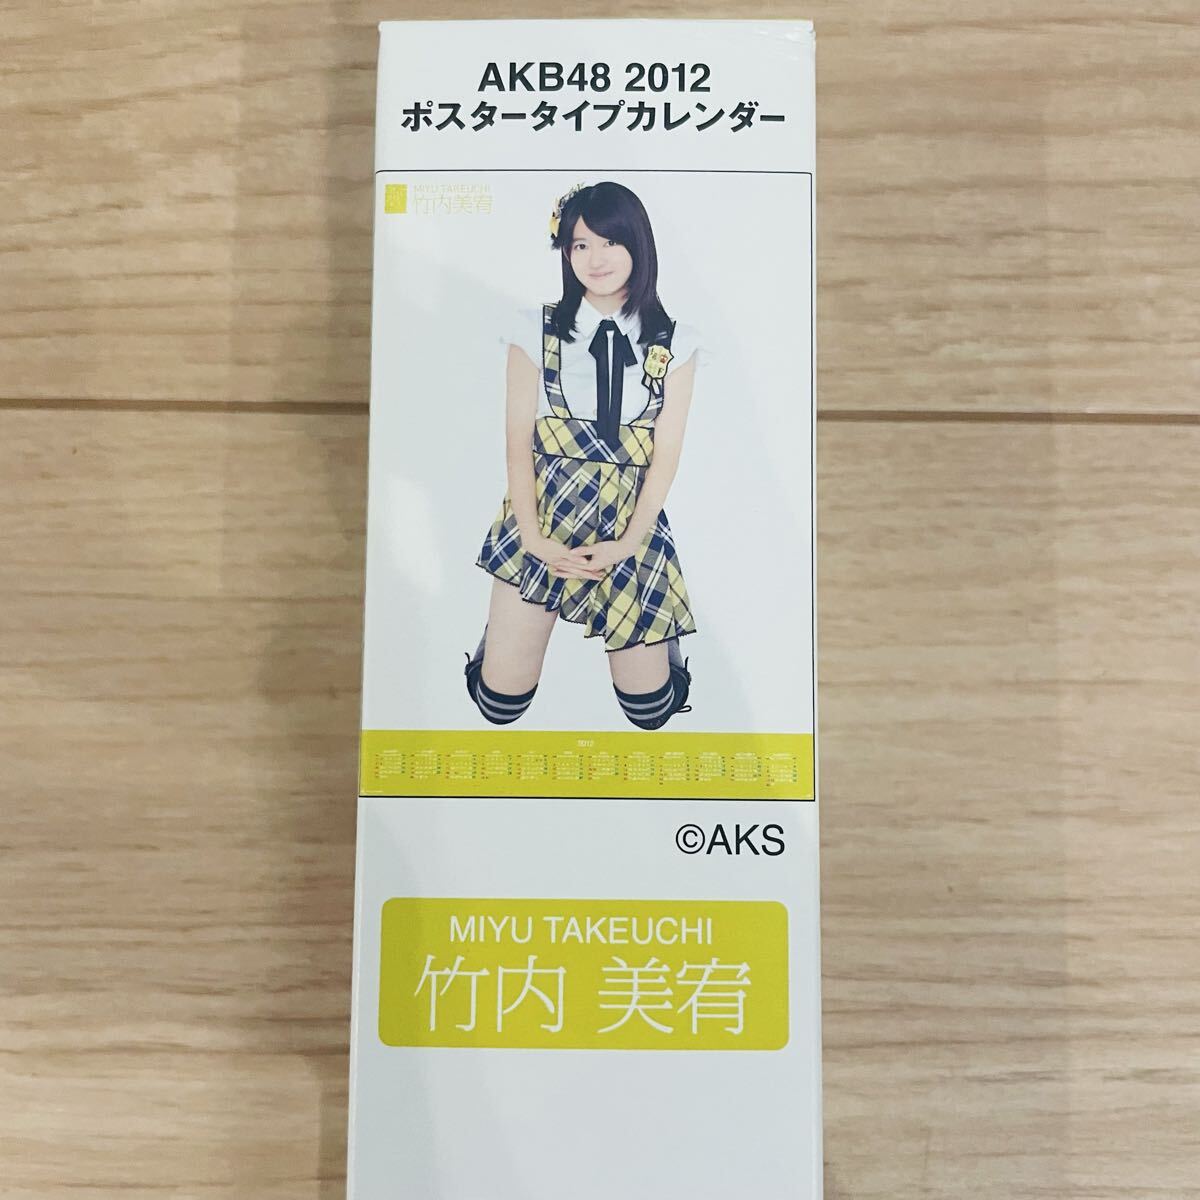 AKB48 2012
ポスタータイプカレンダー
MIYU TAKEUCHI
竹内美宥
2012
©AKS
MIYU TAKEUCHI
竹内 美宥